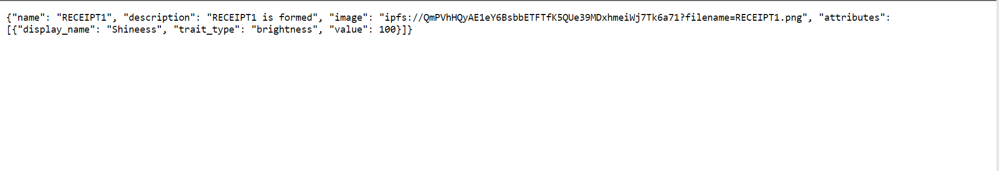 {"name": "RECEIPT1", "description": "RECEIPT1 is formed", "image": "ipfs://QmPVhHQyAE1eY6BsbbETFTfK5QUe39MDxhmeiWj7Tk6a71?filename=RECEIPT1.png", "attributes":
[{"display_name": "Shineess", "trait_type": "brightness", "value": 100}]}